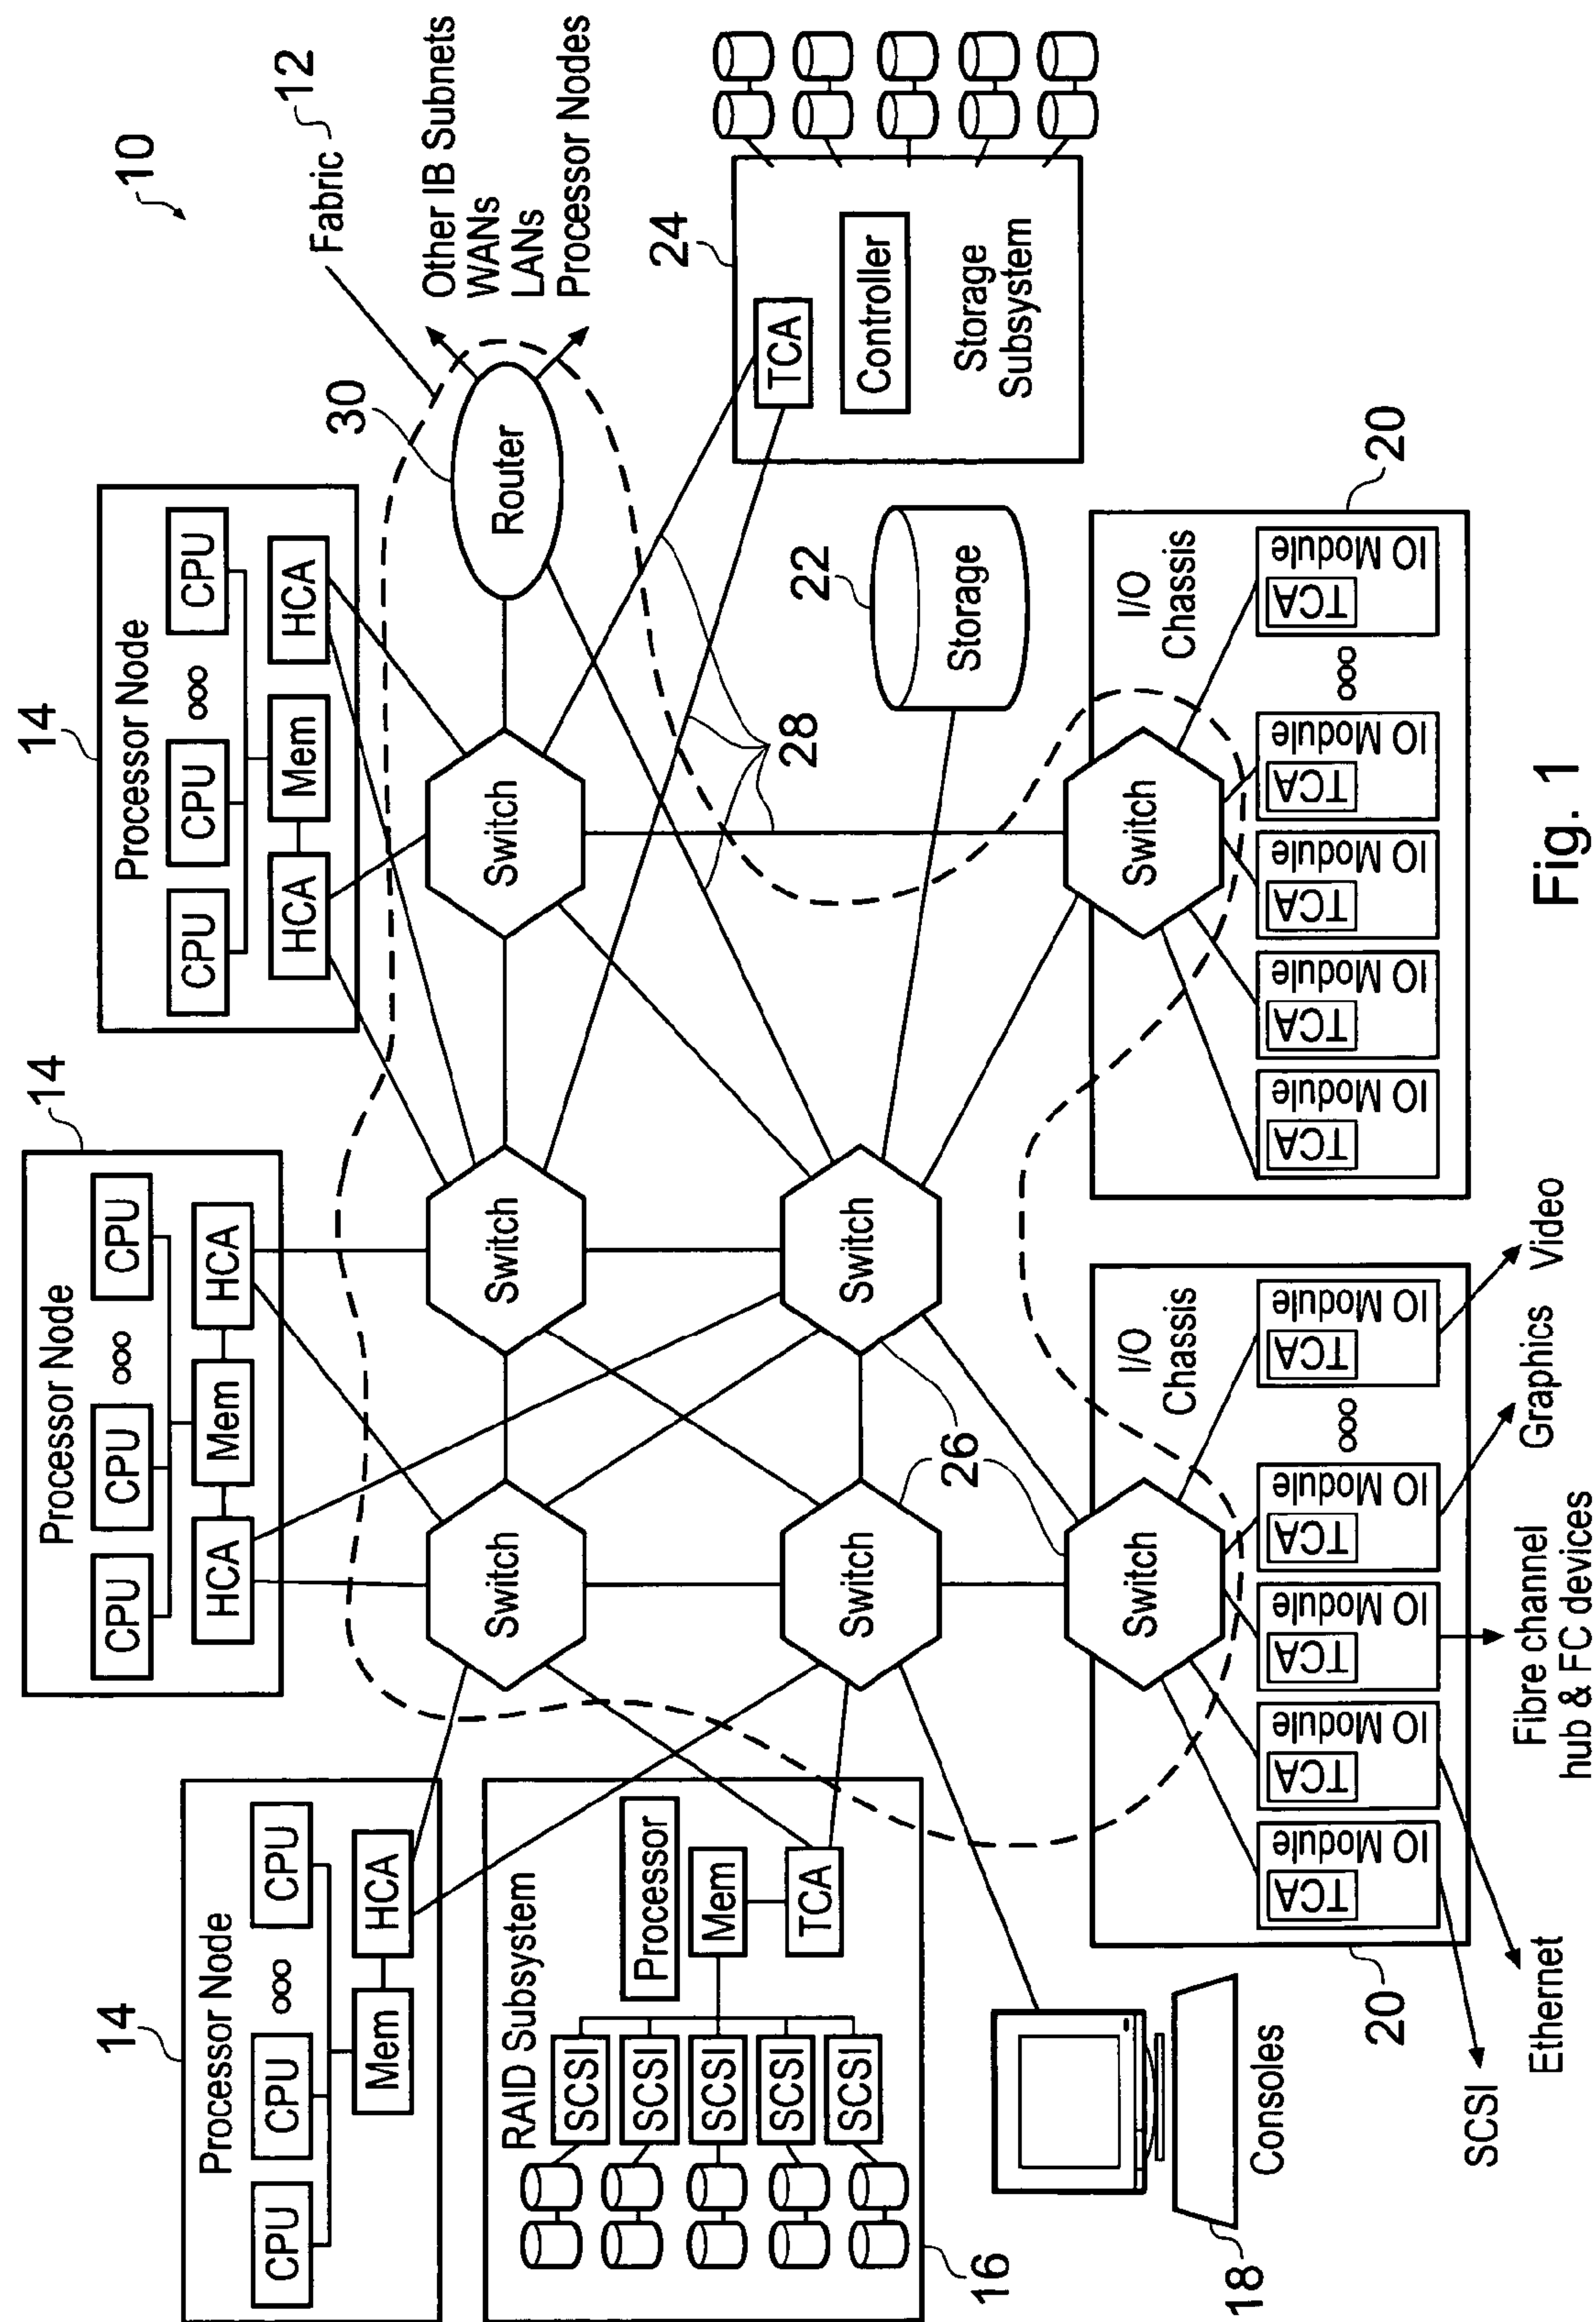 10
Fabric
12
Other IB Subnets
WANs
LANs
Processor Nodes
14
Processor Node
CPU
CPU
ooo
CPU
Mem
HCA
14
Processor Node
CPU
CPU
ooo
CPU
HCA
Mem
HCA
14
Processor Node
CPU
CPU
ooo
CPU
HCA
Mem
HCA
30
Router
Switch
Switch
Switch
RAID Subsystem
Processor
SCSI
SCSI
SCSI
SCSI
SCSI
Mem
TCA
16
Switch
Switch
26
28
22
Storage
24
TCA
Controller
Storage
Subsystem
18
Consoles
Switch
I/O
Chassis
TCA
IO Module
TCA
IO Module
TCA
IO Module
TCA
IO Module
ooo
TCA
IO Module
20
SCSI
Ethernet
Fibre channel
hub & FC devices
Graphics
Video
Switch
I/O
Chassis
TCA
IO Module
TCA
IO Module
TCA
IO Module
TCA
IO Module
ooo
TCA
IO Module
20
Fig. 1